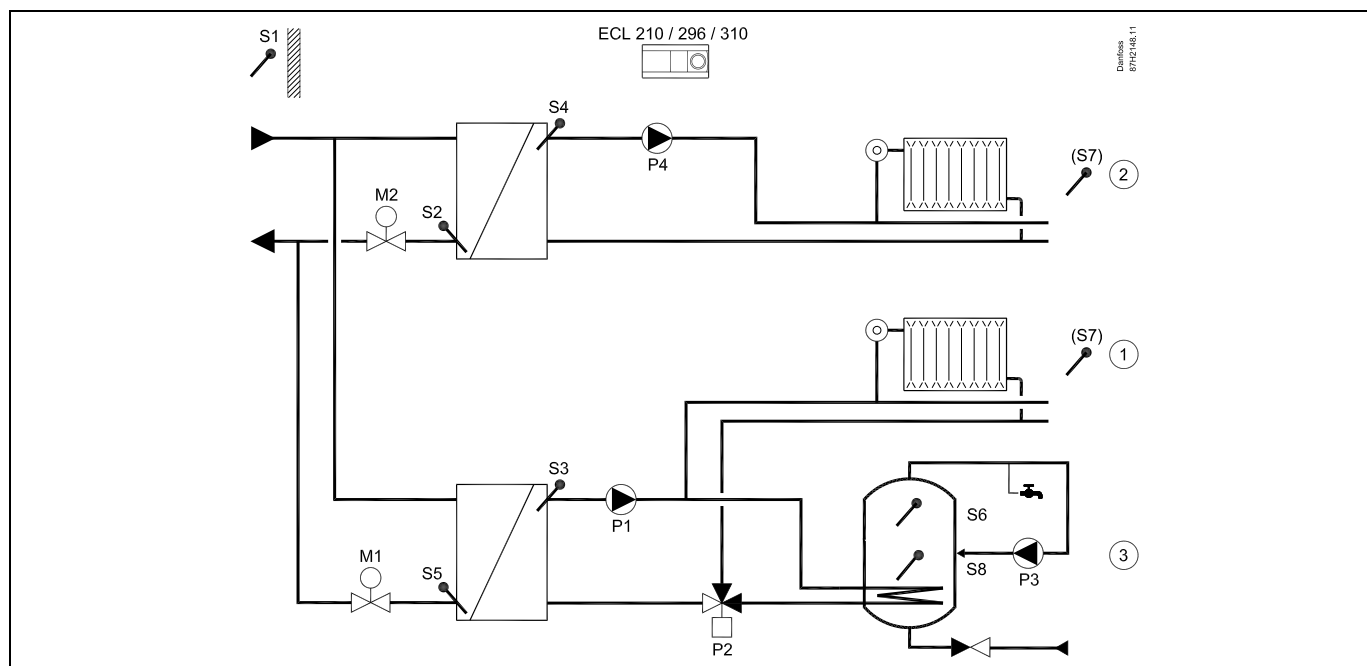 S1
ECL 210 / 296 / 310
Danfoss
87H2148.11
S4
P4
(S7)
2
M2
S2
(S7)
1
S3
P1
S6
M1
S5
S8
P3
3
P2